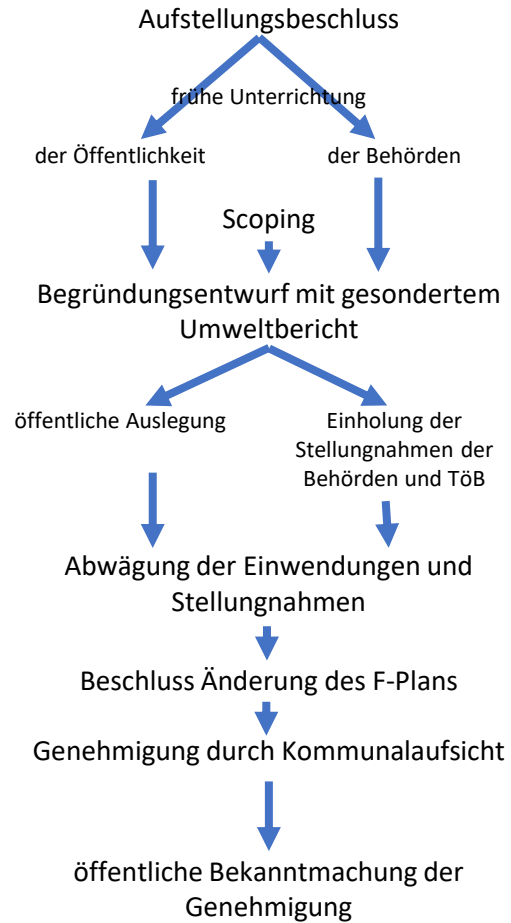 Aufstellungsbeschluss
frühe Unterrichtung
der Öffentlichkeit
der Behörden
Scoping
Begründungsentwurf mit gesondertem
Umweltbericht
öffentliche Auslegung
Einholung der
Stellungnahmen der
Behörden und TöB
Abwägung der Einwendungen und
Stellungnahmen
Beschluss Änderung des F-Plans
Genehmigung durch Kommunalaufsicht
öffentliche Bekanntmachung der
Genehmigung